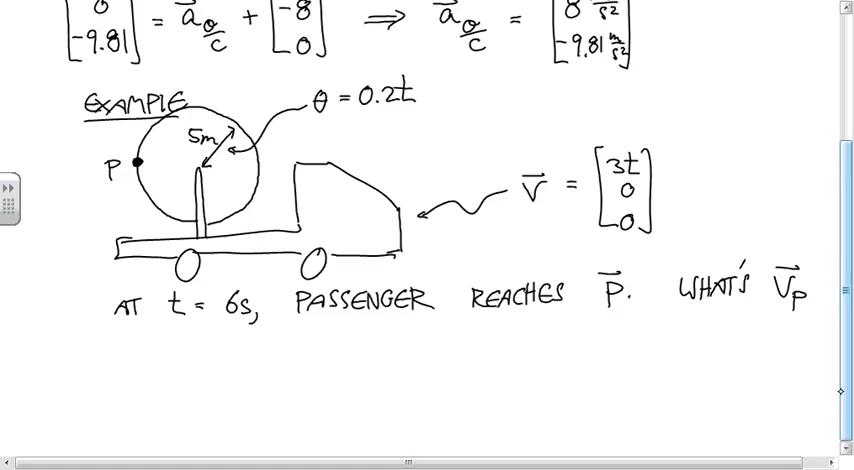 [0 -9.81] = a⃗ O/C + [-8 0] ⟹ a⃗ O/C = [8 m/s² -9.81 m/s²]
EXAMPLE
θ = 0.2t
5m
P
v⃗ = [3t 0 0]
AT t = 6s, PASSENGER REACHES P⃗. WHAT'S V⃗p